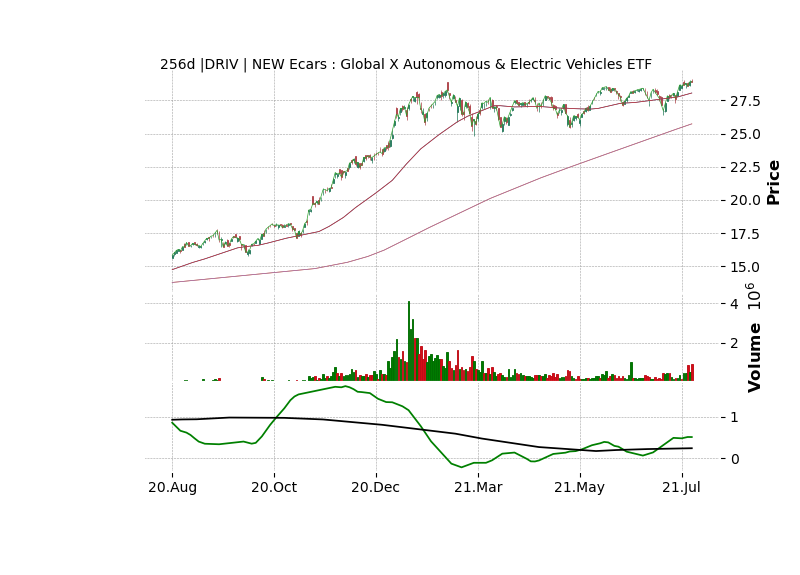 256d |DRIV | NEW Ecars : Global X Autonomous & Electric Vehicles ETF
27.5
25.0
22.5
20.0
17.5
15.0
Price
4
2
Volume 10^6
1
0
20.Aug 20.Oct 20.Dec 21.Mar 21.May 21.Jul